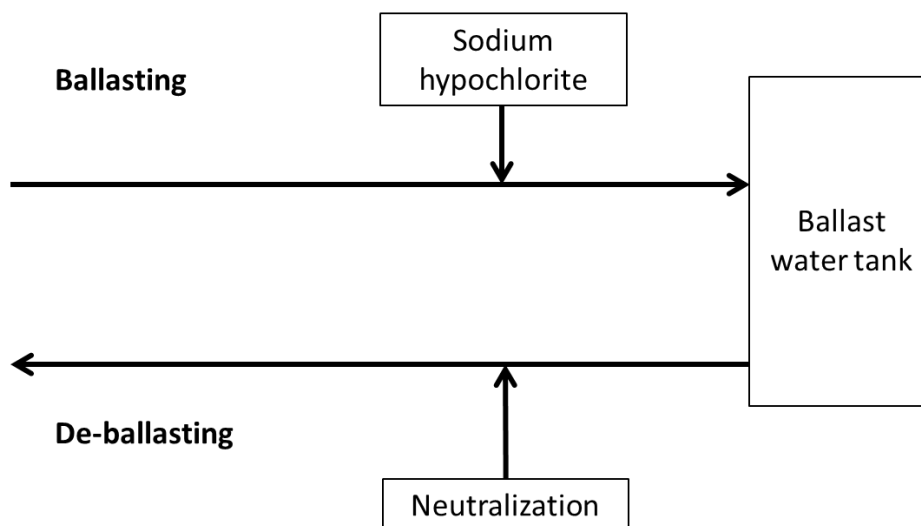 Sodium
hypochlorite
Ballasting
Ballast
water tank
De-ballasting
Neutralization